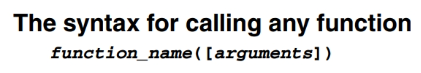 The syntax for calling any function
function_name([arguments])